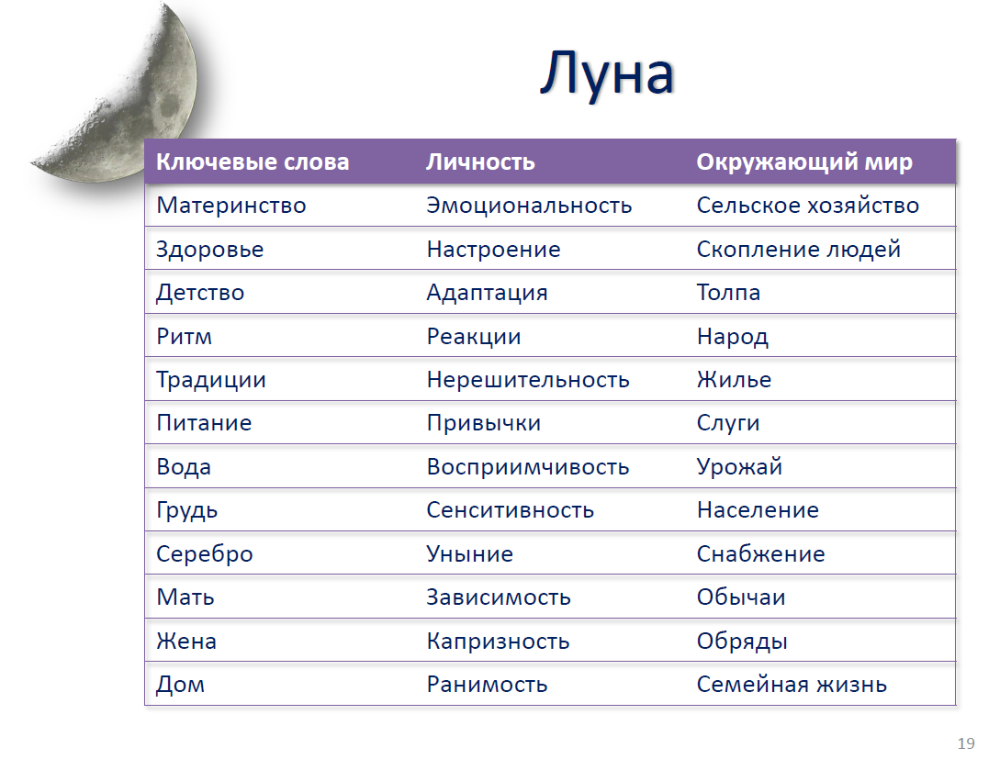 Луна
Ключевые слова Личность Окружающий мир
Материнство Эмоциональность Сельское хозяйство
Здоровье Настроение Скопление людей
Детство Адаптация Толпа
Ритм Реакции Народ
Традиции Нерешительность Жилье
Питание Привычки Слуги
Вода Восприимчивость Урожай
Грудь Сенситивность Население
Серебро Уныние Снабжение
Мать Зависимость Обычаи
Жена Капризность Обряды
Дом Ранимость Семейная жизнь
19